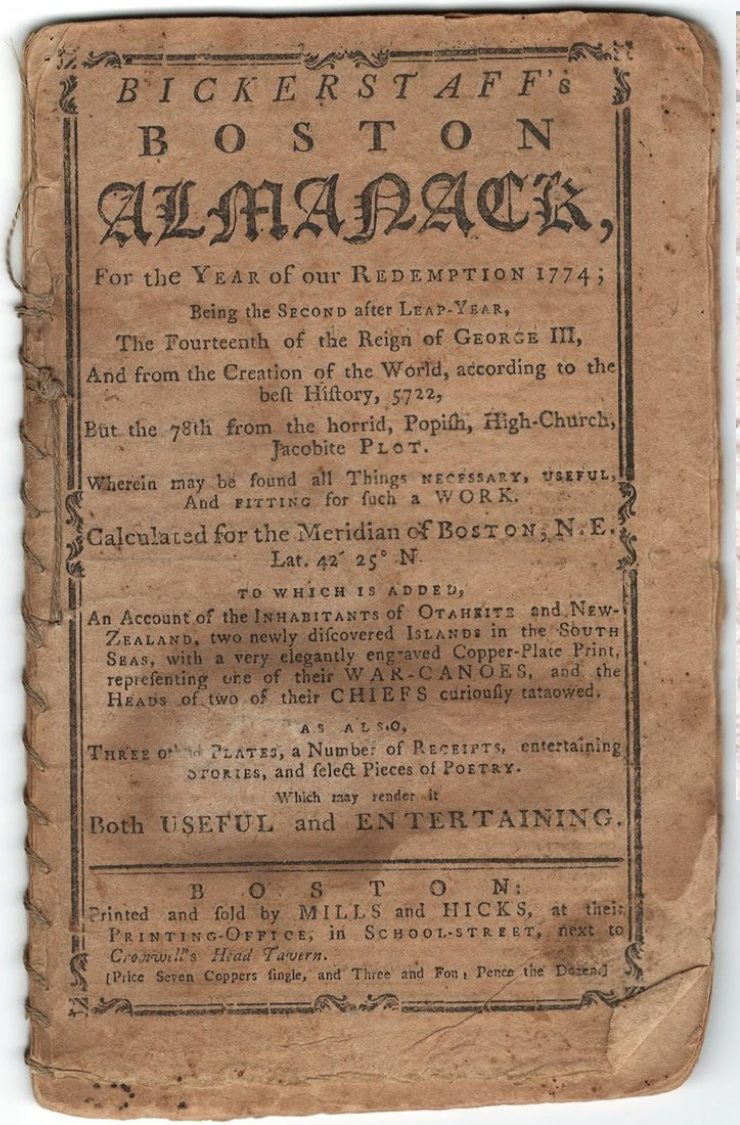 BICKERSTAFF's
BOSTON
ALMANACK,
For the YEAR of our REDEMPTION 1774;
Being the SECOND after LEAP-YEAR,
The Fourteenth of the Reign of GEORGE III,
And from the Creation of the World, according to the
beſt Hiſtory, 5722,
But the 78th from the horrid, Popiſh, High-Church,
Jacobite PLOT.
Wherein may be found all Things NECESSARY, USEFUL,
And FITTING for ſuch a WORK.
Calculated for the Meridian of BOSTON, N. E.
Lat. 42′ 25° N.
TO WHICH IS ADDED,
An Account of the INHABITANTS of OTAHEITE and NEW-
ZEALAND, two newly diſcovered ISLANDS in the SOUTH
SEAS, with a very elegantly engraved Copper-Plate Print,
repreſenting one of their WAR-CANOES, and the
HEADS of two of their CHIEFS curiouſly tataowed.
AS ALSO,
THREE PLATES, a Number of RECEIPTS, entertaining
STORIES, and ſelect Pieces of POETRY.
Which may render it
Both USEFUL and ENTERTAINING.
BOSTON:
Printed and ſold by MILLS and HICKS, at their
PRINTING-OFFICE, in SCHOOL-STREET, next to
Cromwell's Head Tavern.
[Price Seven Coppers ſingle, and Three and Four Pence the Dozen.]